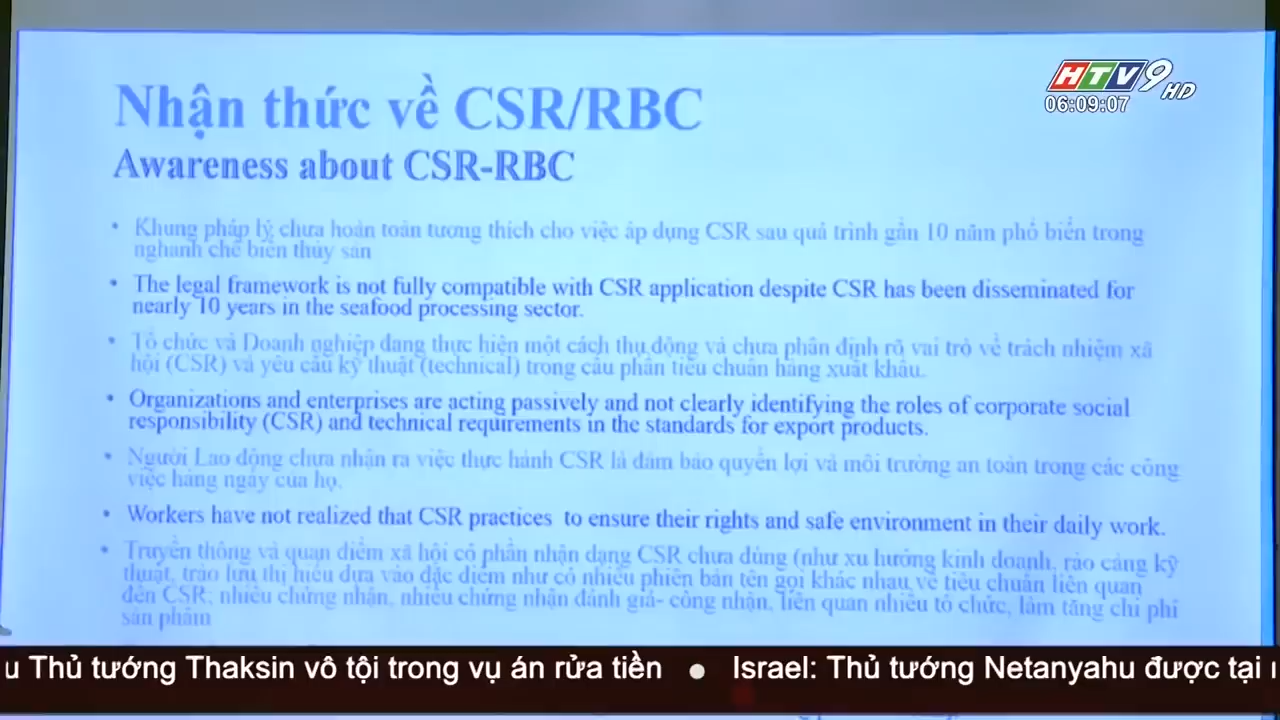 HTV9 HD
06:09:07
Nhận thức về CSR/RBC
Awareness about CSR-RBC
• Khung pháp lý chưa hoàn toàn tương thích cho việc áp dụng CSR sau quá trình gần 10 năm phổ biến trong
nghành chế biến thủy sản
• The legal framework is not fully compatible with CSR application despite CSR has been disseminated for
nearly 10 years in the seafood processing sector.
• Tổ chức và Doanh nghiệp đang thực hiện một cách thụ động và chưa phân định rõ vai trò về trách nhiệm xã
hội (CSR) và yêu cầu kỹ thuật (technical) trong cấu phần tiêu chuẩn hàng xuất khẩu.
• Organizations and enterprises are acting passively and not clearly identifying the roles of corporate social
responsibility (CSR) and technical requirements in the standards for export products.
• Người Lao động chưa nhận ra việc thực hành CSR là đảm bảo quyền lợi và môi trường an toàn trong các công
việc hàng ngày của họ.
• Workers have not realized that CSR practices to ensure their rights and safe environment in their daily work.
• Truyền thông và quan điểm xã hội có phần nhận dạng CSR chưa đúng (như xu hướng kinh doanh, rào cảng kỹ
thuật, trào lưu thị hiếu dựa vào đặc điểm như có nhiều phiên bản tên gọi khác nhau về tiêu chuẩn liên quan
đến CSR; nhiều chứng nhận, nhiều chứng nhận đánh giá- công nhận, liên quan nhiều tổ chức, làm tăng chi phí
sản phẩm
u Thủ tướng Thaksin vô tội trong vụ án rửa tiền ● Israel: Thủ tướng Netanyahu được tại